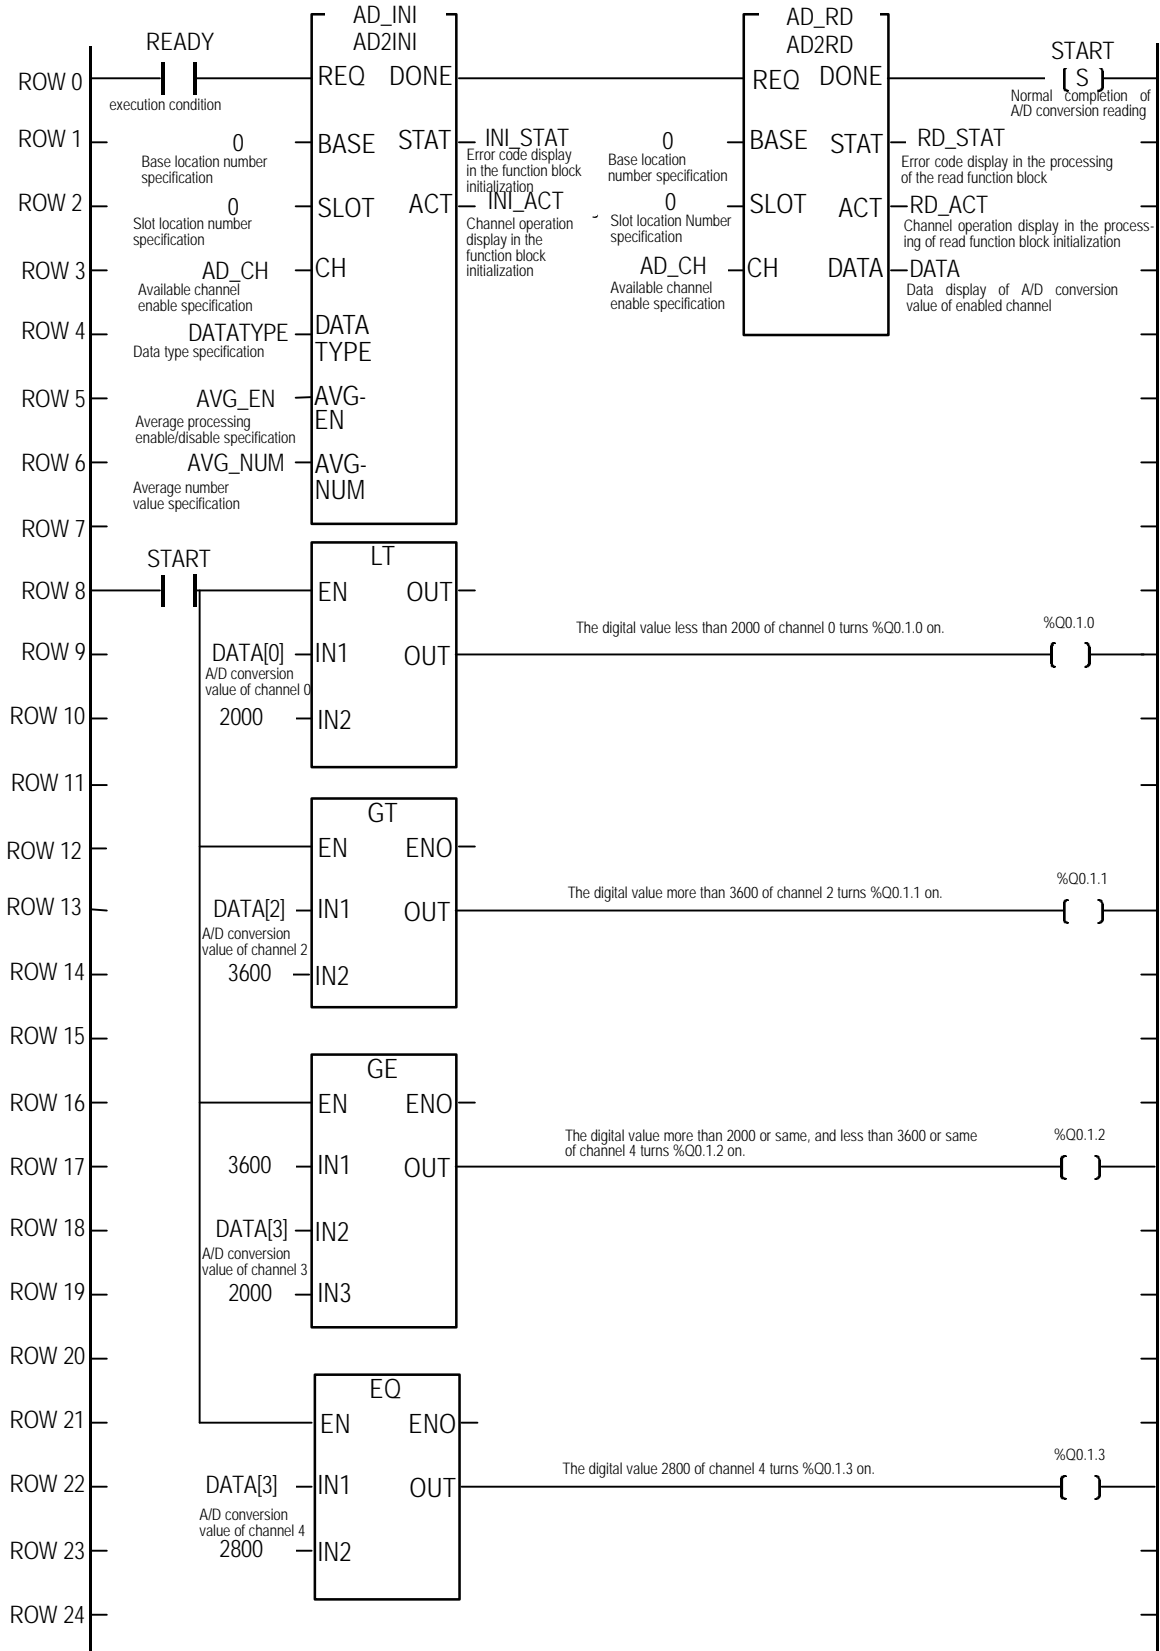 AD_INI
AD2INI
AD_RD
AD2RD
READY
START
ROW 0
REQ DONE
REQ DONE
( S )
execution condition
Normal completion of
A/D conversion reading
ROW 1
0
BASE STAT
INI_STAT
0
BASE STAT
RD_STAT
Base location number
specification
Error code display
in the function block
initialization
Base location
number specification
Error code display in the processing
of the read function block
ROW 2
0
SLOT ACT
INI_ACT
0
SLOT ACT
RD_ACT
Slot location number
specification
Channel operation
display in the
function block
initialization
Slot location Number
specification
Channel operation display in the process-
ing of read function block initialization
ROW 3
AD_CH
CH
AD_CH
CH DATA
DATA
Available channel
enable specification
Available channel
enable specification
Data display of A/D conversion
value of enabled channel
ROW 4
DATATYPE
DATA
TYPE
Data type specification
ROW 5
AVG_EN
AVG-
EN
Average processing
enable/disable specification
ROW 6
AVG_NUM
AVG-
NUM
Average number
value specification
ROW 7
START
LT
ROW 8
EN OUT
The digital value less than 2000 of channel 0 turns %Q0.1.0 on.
%Q0.1.0
ROW 9
DATA[0]
IN1 OUT
( )
A/D conversion
value of channel 0
ROW 10
2000
IN2
ROW 11
GT
ROW 12
EN ENO
The digital value more than 3600 of channel 2 turns %Q0.1.1 on.
%Q0.1.1
ROW 13
DATA[2]
IN1 OUT
( )
A/D conversion
value of channel 2
ROW 14
3600
IN2
ROW 15
GE
ROW 16
EN ENO
The digital value more than 2000 or same, and less than 3600 or same
of channel 4 turns %Q0.1.2 on.
%Q0.1.2
ROW 17
3600
IN1 OUT
( )
ROW 18
DATA[3]
IN2
A/D conversion
value of channel 3
ROW 19
2000
IN3
ROW 20
EQ
ROW 21
EN ENO
The digital value 2800 of channel 4 turns %Q0.1.3 on.
%Q0.1.3
ROW 22
DATA[3]
IN1 OUT
( )
A/D conversion
value of channel 4
ROW 23
2800
IN2
ROW 24